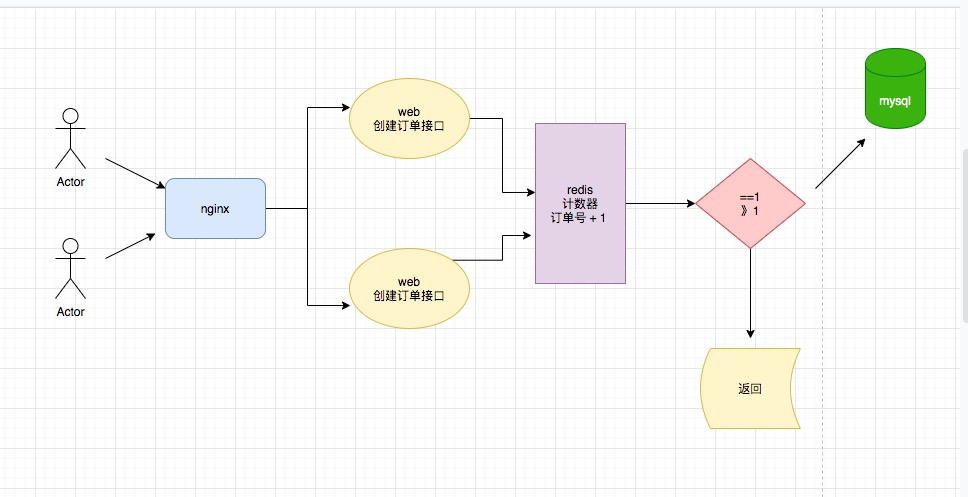 Actor
Actor
nginx
web
创建订单接口
web
创建订单接口
redis
计数器
订单号 + 1
==1
》1
mysql
返回